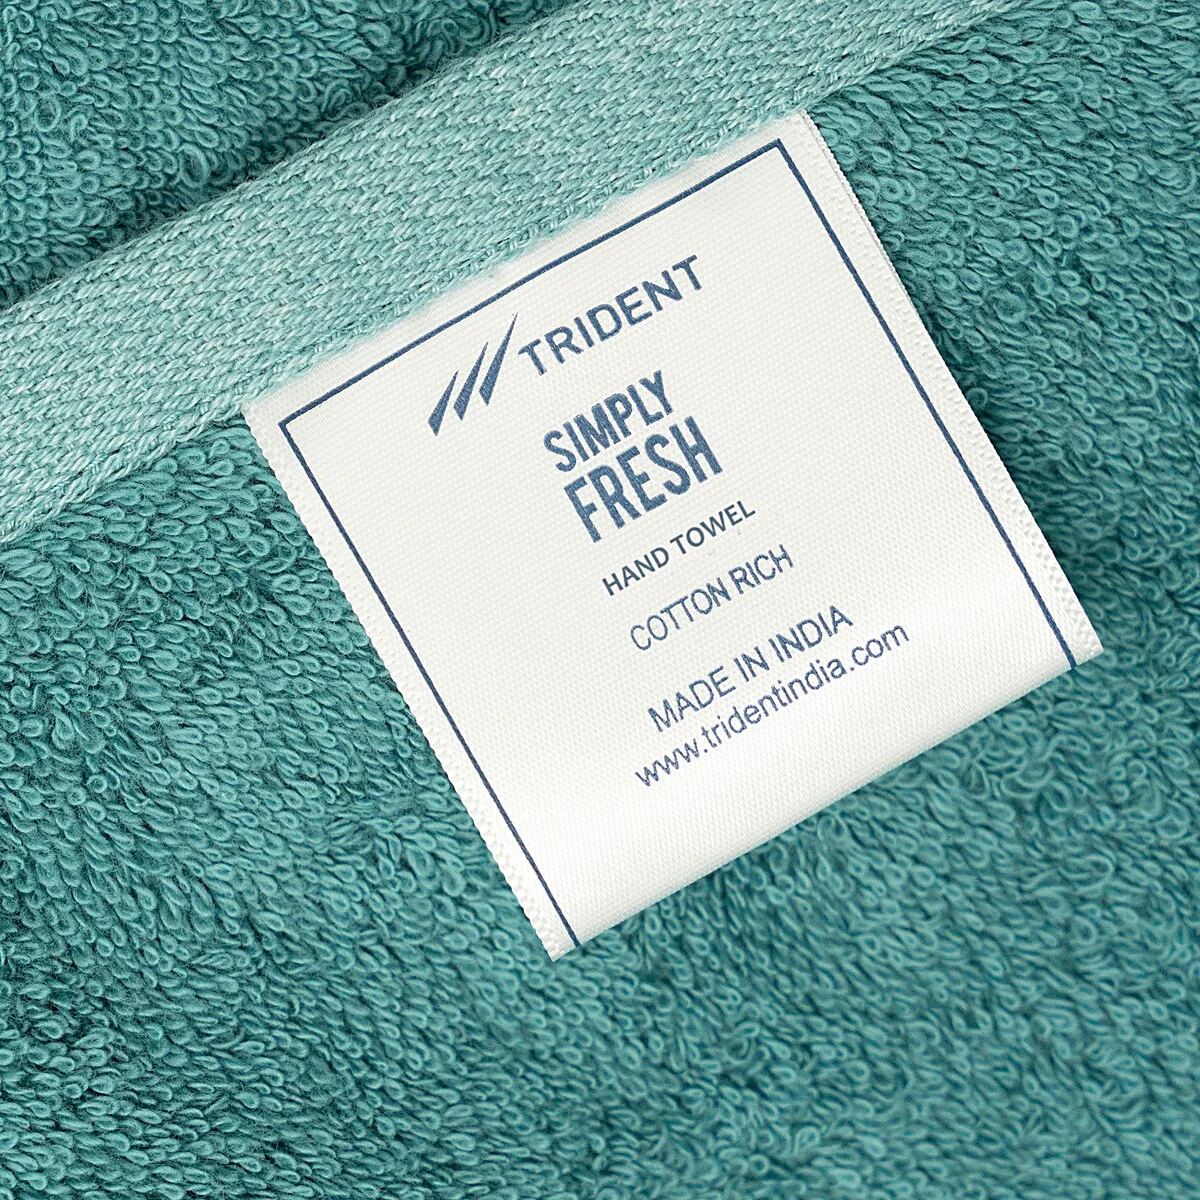 TRIDENT
SIMPLY
FRESH
HAND TOWEL
COTTON RICH
MADE IN INDIA
www.tridentindia.com